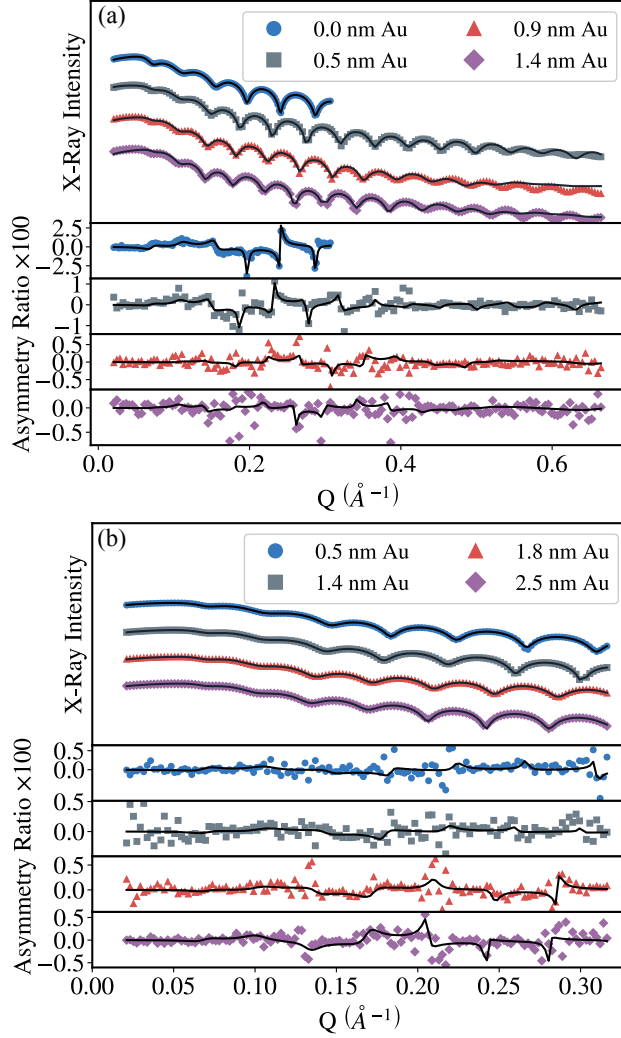 (a)
0.0 nm Au 0.9 nm Au
0.5 nm Au 1.4 nm Au
X-Ray Intensity
Asymmetry Ratio ×100
2.5
0.0
−2.5
1
0
−1
0.0
−0.5
0.0
−0.5
0.0 0.2 0.4 0.6
Q (Å⁻¹)
(b)
0.5 nm Au 1.8 nm Au
1.4 nm Au 2.5 nm Au
X-Ray Intensity
Asymmetry Ratio ×100
0.5
0.0
0.5
0.0
0.5
0.0
0.5
0.0
−0.5
0.00 0.05 0.10 0.15 0.20 0.25 0.30
Q (Å⁻¹)